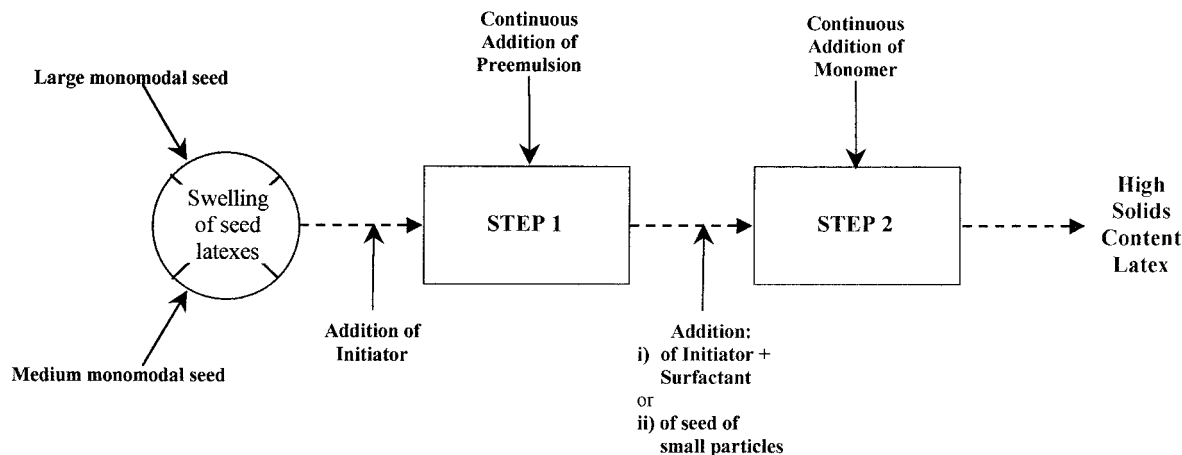 Large monomodal seed
Medium monomodal seed
Swelling
of seed
latexes
Addition of
Initiator
Continuous
Addition of
Preemulsion
STEP 1
Addition:
i) of Initiator +
Surfactant
or
ii) of seed of
small particles
Continuous
Addition of
Monomer
STEP 2
High
Solids
Content
Latex